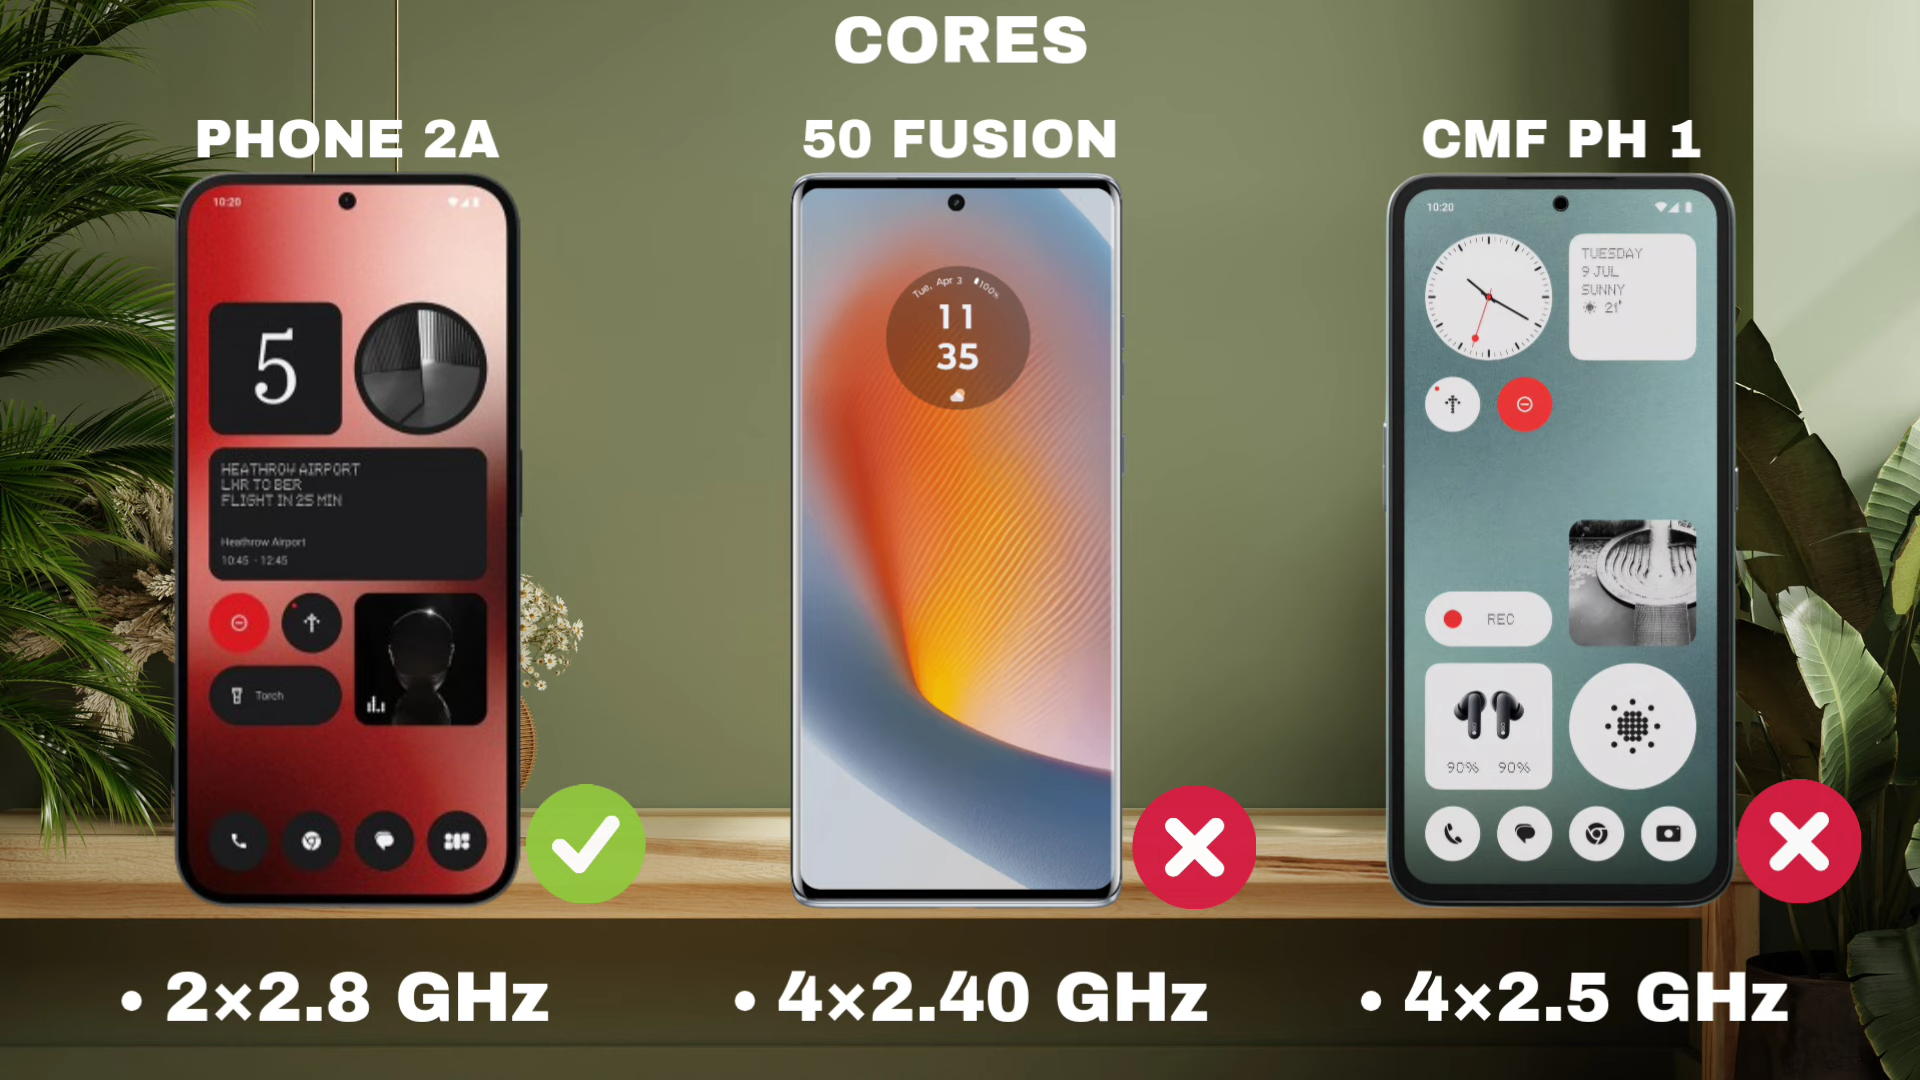 CORES
PHONE 2A
50 FUSION
CMF PH 1
10:20
5
HEATHROW AIRPORT
LHR TO BER
FLIGHT IN 25 MIN
Heathrow Airport
10:45 - 12:45
Torch
Tue, Apr 3 100%
11
35
10:20
TUESDAY
9 JUL
SUNNY
21°
REC
90% 90%
• 2×2.8 GHz
• 4×2.40 GHz
• 4×2.5 GHz